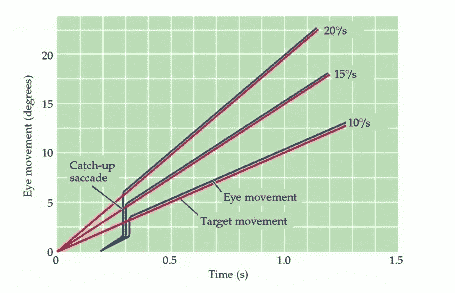 20°/s
15°/s
10°/s
20
15
10
5
0
Eye movement (degrees)
Catch-up
saccade
Eye movement
Target movement
0
0.5
1.0
1.5
Time (s)